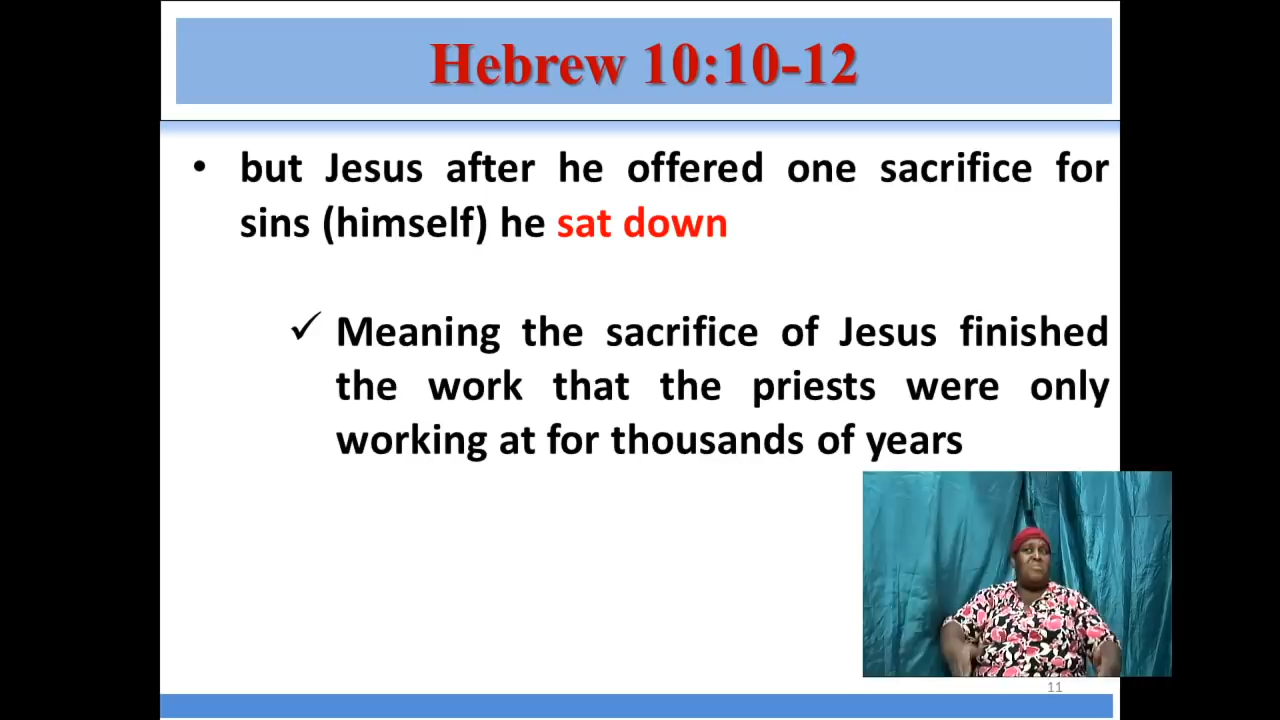 Hebrew 10:10-12
• but Jesus after he offered one sacrifice for
sins (himself) he sat down
✓ Meaning the sacrifice of Jesus finished
the work that the priests were only
working at for thousands of years
11